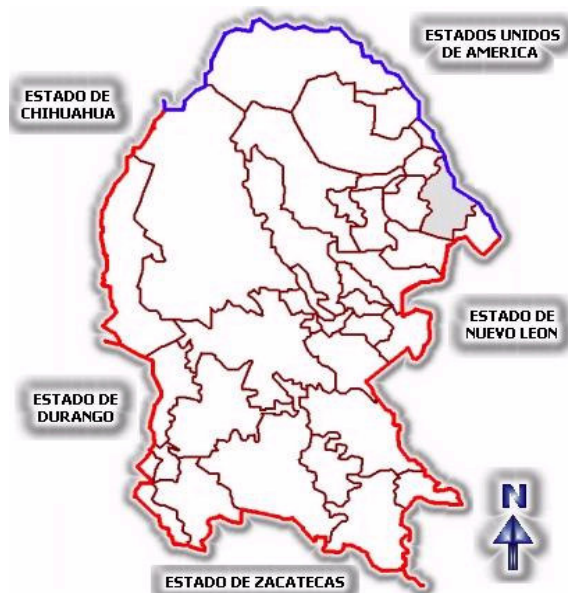 ESTADOS UNIDOS
DE AMERICA
ESTADO DE
CHIHUAHUA
ESTADO DE
NUEVO LEON
ESTADO DE
DURANGO
N
ESTADO DE ZACATECAS